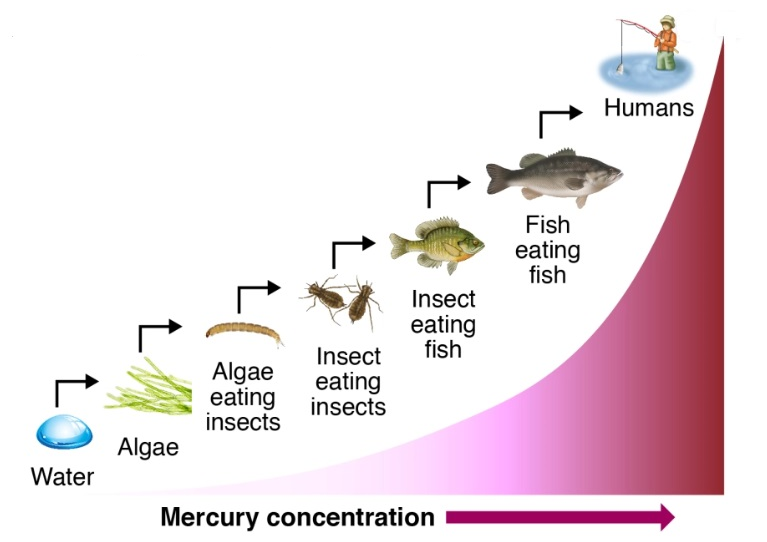 Water
Algae
Algae
eating
insects
Insect
eating
insects
Insect
eating
fish
Fish
eating
fish
Humans
Mercury concentration